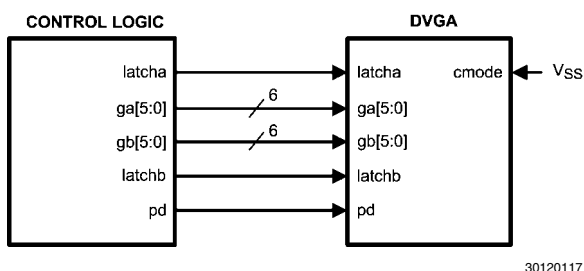 CONTROL LOGIC
DVGA
latcha
latcha
cmode
VSS
ga[5:0]
6
ga[5:0]
gb[5:0]
6
gb[5:0]
latchb
latchb
pd
pd
30120117